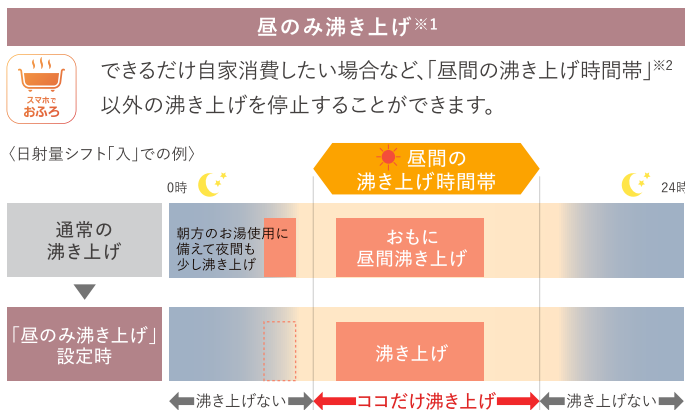 昼のみ沸き上げ※1
スマホで
おふろ
できるだけ自家消費したい場合など、「昼間の沸き上げ時間帯」※2
以外の沸き上げを停止することができます。
〈日射量シフト「入」での例〉
昼間の
沸き上げ時間帯
0時
24時
通常の
沸き上げ
朝方のお湯使用に
備えて夜間も
少し沸き上げ
おもに
昼間沸き上げ
「昼のみ沸き上げ」
設定時
沸き上げ
沸き上げない
ココだけ沸き上げ
沸き上げない